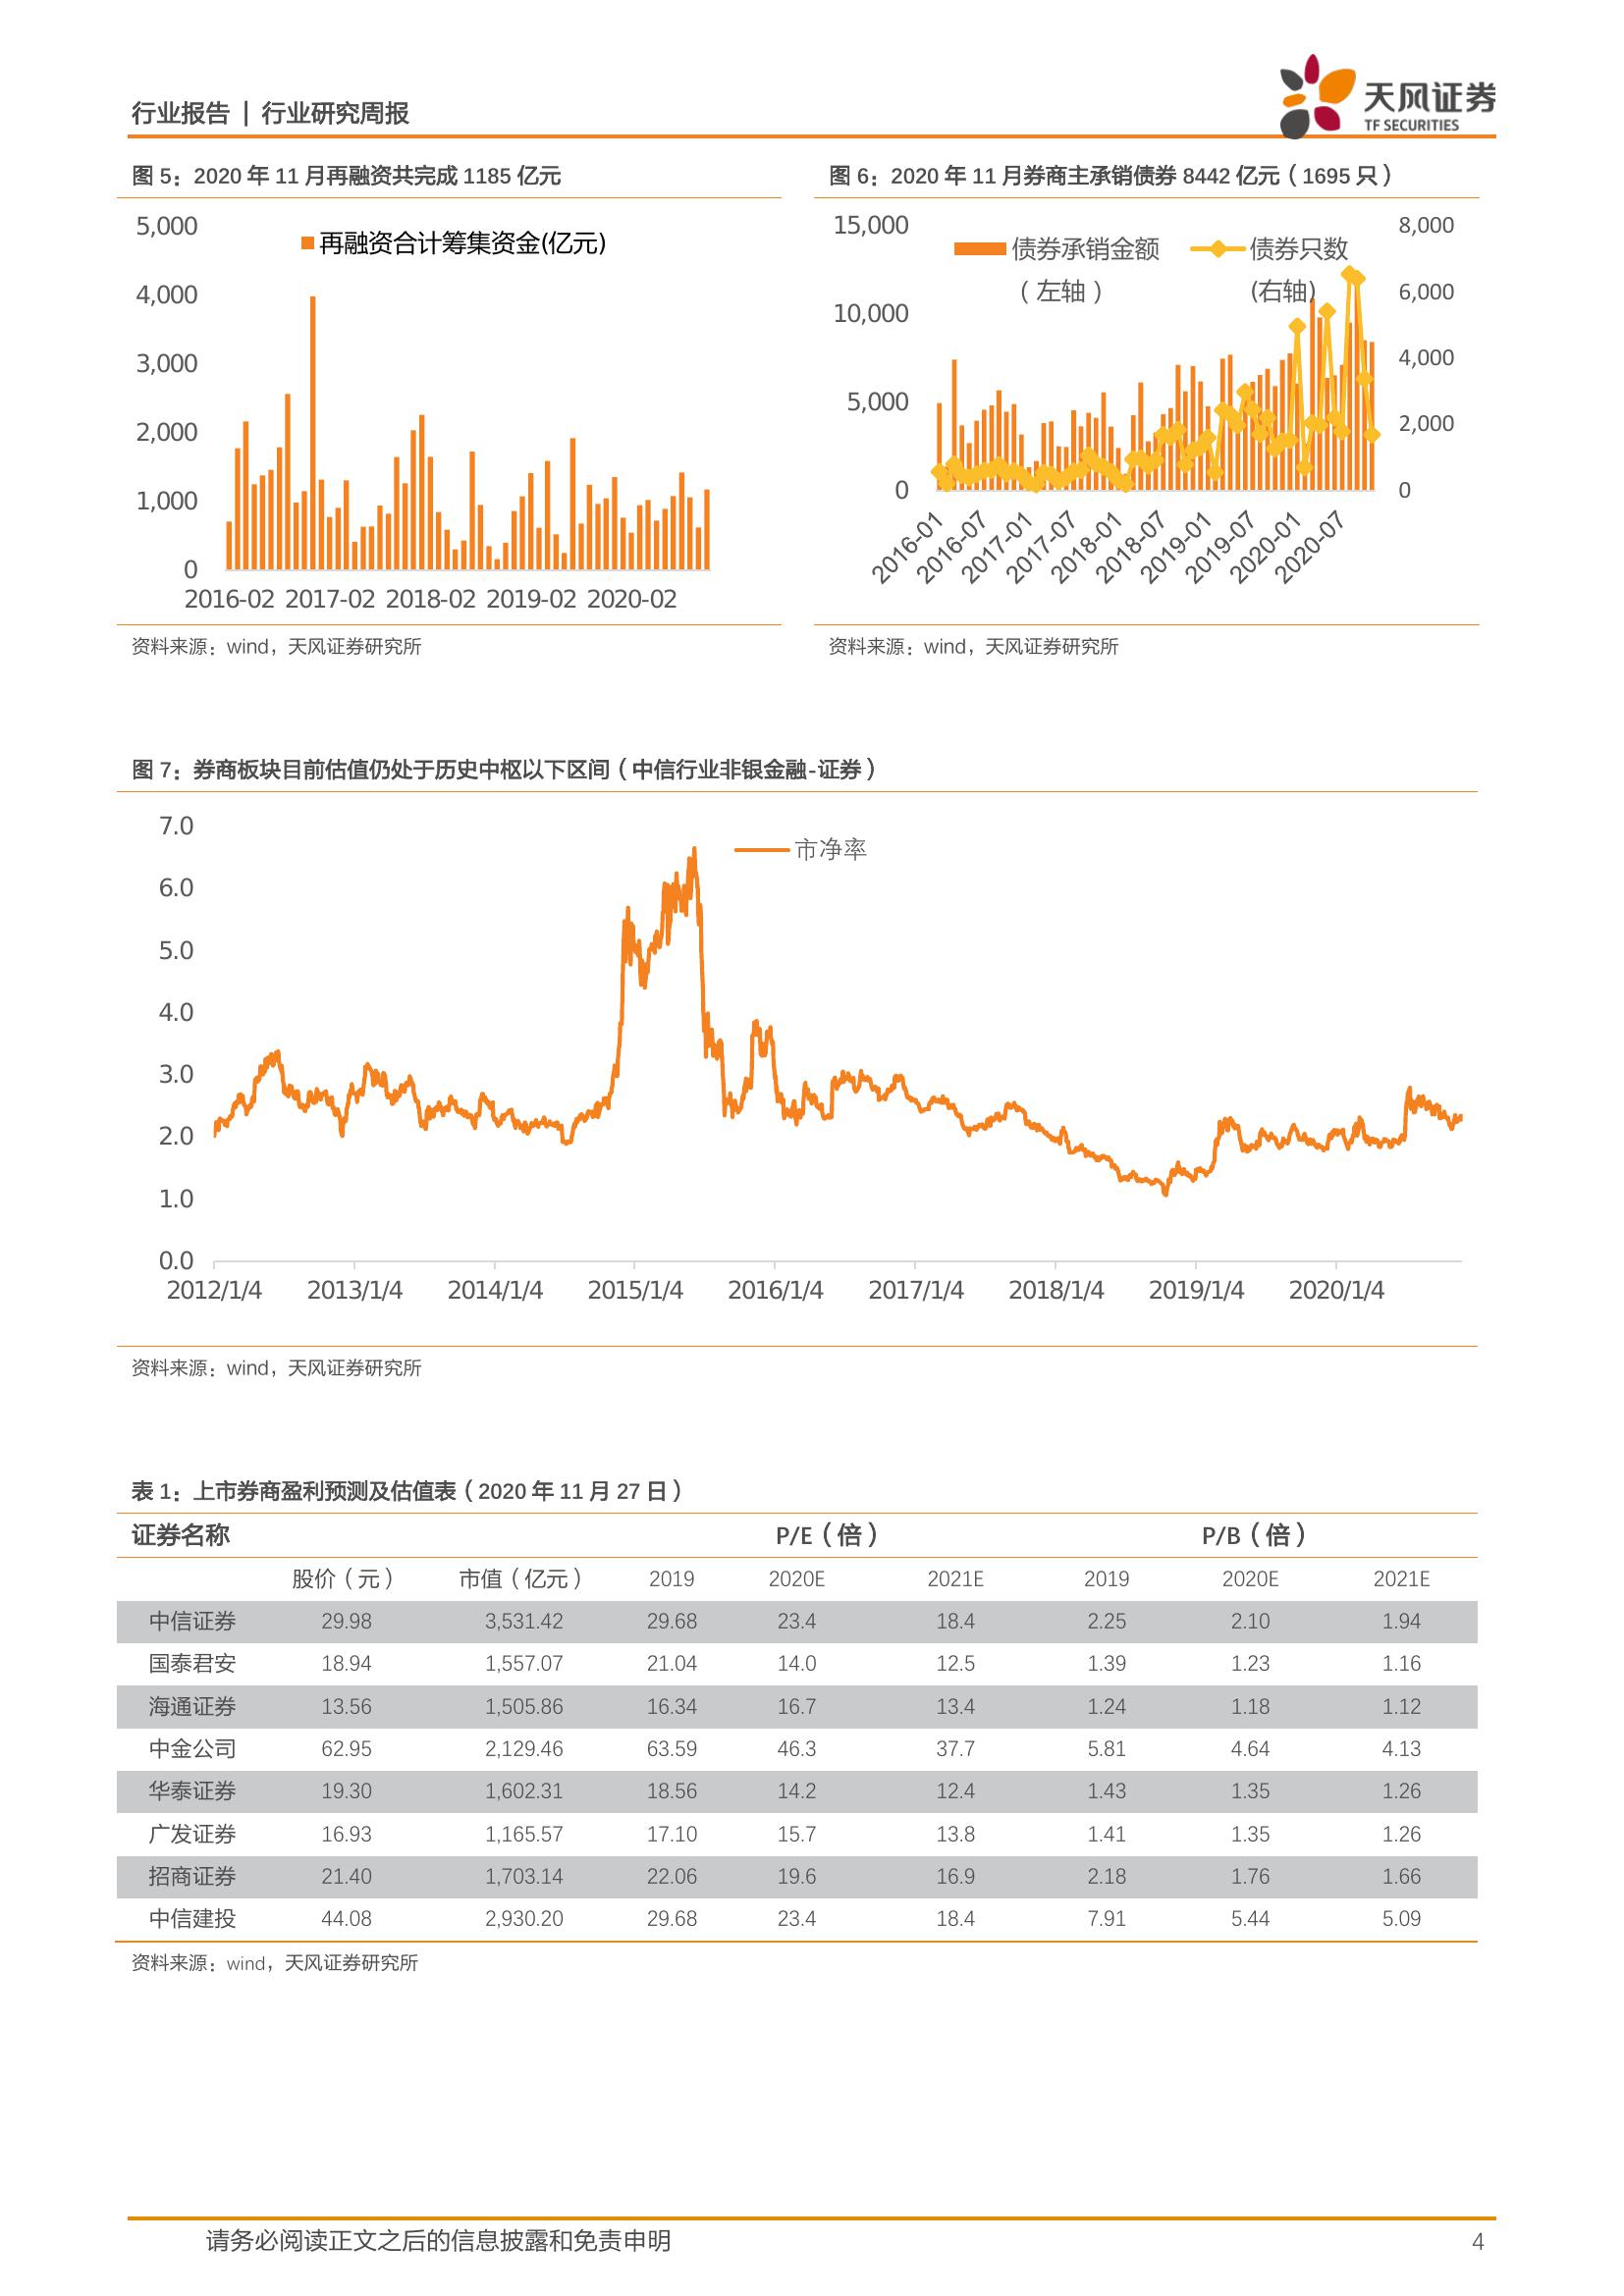 行业报告 | 行业研究周报
天风证券
TF SECURITIES
图 5：2020 年 11 月再融资共完成 1185 亿元
5,000
4,000
3,000
2,000
1,000
0
再融资合计筹集资金(亿元)
2016-02 2017-02 2018-02 2019-02 2020-02
资料来源：wind，天风证券研究所
图 6：2020 年 11 月券商主承销债券 8442 亿元（1695 只）
15,000
10,000
5,000
0
债券承销金额
（左轴）
债券只数
(右轴)
8,000
6,000
4,000
2,000
0
2016-01 2016-07 2017-01 2017-07 2018-01 2018-07 2019-01 2019-07 2020-01 2020-07
资料来源：wind，天风证券研究所
图 7：券商板块目前估值仍处于历史中枢以下区间（中信行业非银金融-证券）
7.0
6.0
5.0
4.0
3.0
2.0
1.0
0.0
市净率
2012/1/4 2013/1/4 2014/1/4 2015/1/4 2016/1/4 2017/1/4 2018/1/4 2019/1/4 2020/1/4
资料来源：wind，天风证券研究所
表 1：上市券商盈利预测及估值表（2020 年 11 月 27 日）
证券名称 P/E（倍） P/B（倍）
股价（元） 市值（亿元） 2019 2020E 2021E 2019 2020E 2021E
中信证券 29.98 3,531.42 29.68 23.4 18.4 2.25 2.10 1.94
国泰君安 18.94 1,557.07 21.04 14.0 12.5 1.39 1.23 1.16
海通证券 13.56 1,505.86 16.34 16.7 13.4 1.24 1.18 1.12
中金公司 62.95 2,129.46 63.59 46.3 37.7 5.81 4.64 4.13
华泰证券 19.30 1,602.31 18.56 14.2 12.4 1.43 1.35 1.26
广发证券 16.93 1,165.57 17.10 15.7 13.8 1.41 1.35 1.26
招商证券 21.40 1,703.14 22.06 19.6 16.9 2.18 1.76 1.66
中信建投 44.08 2,930.20 29.68 23.4 18.4 7.91 5.44 5.09
资料来源：wind，天风证券研究所
请务必阅读正文之后的信息披露和免责申明 4